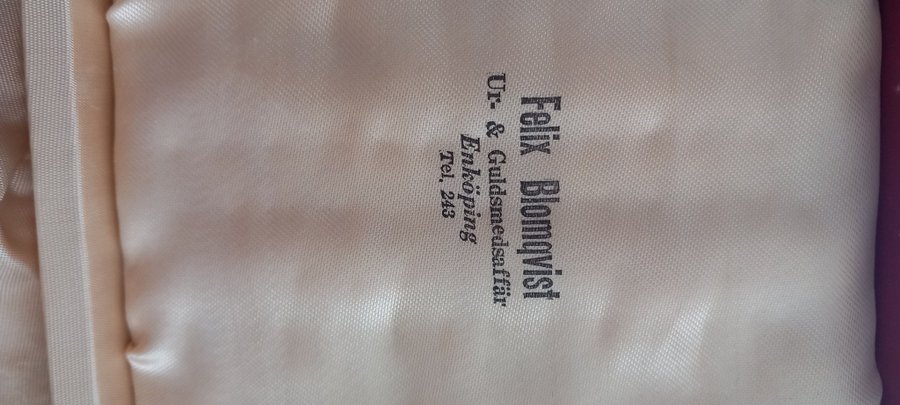 Felix Blomqvist
Ur- & Guldsmedsaffär
Enköping
Tel. 243